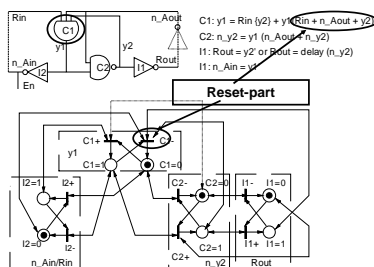 Rin
n_Aout
C1
y1
y2
n_Ain
I2
C2
I1
Rout
En
n_y2
C1: y1 = Rin {y2} + y1 (Rin + n_Aout + y2)
C2: n_y2 = y1 (n_Aout + n_y2)
I1: Rout = y2' or Rout = delay (n_y2)
I1: n_Ain = y1
Reset-part
C1+
C1-
y1
C1=1
C1=0
I2=1
I2+
C2-
C2=0
I1-
I1=0
I2=0
I2-
C2=1
I1+
I1=1
C2+
n_Ain/Rin
n_y2
Rout